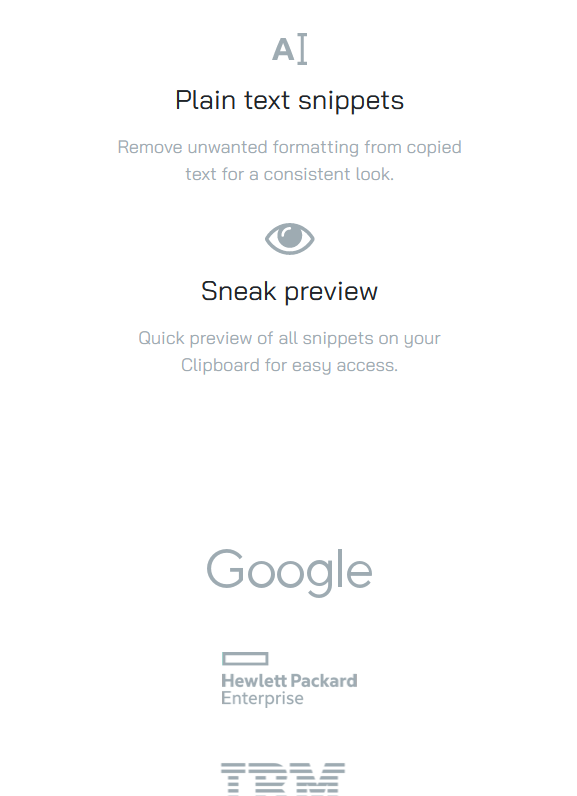 Plain text snippets
Remove unwanted formatting from copied
text for a consistent look.
Sneak preview
Quick preview of all snippets on your
Clipboard for easy access.
Google
Hewlett Packard
Enterprise
IBM